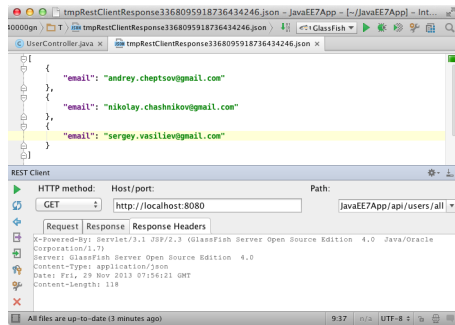 tmpRestClientResponse3368095918736434246.json – JavaEE7App – [~/JavaEE7App] – Int...
40000gn
T
tmpRestClientResponse3368095918736434246.json
GlassFish
UserController.java ×
tmpRestClientResponse3368095918736434246.json ×
[
{
"email": "andrey.cheptsov@gmail.com"
},
{
"email": "nikolay.chashnikov@gmail.com"
},
{
"email": "sergey.vasiliev@gmail.com"
}
]
REST Client
HTTP method: Host/port: Path:
GET http://localhost:8080 JavaEE7App/api/users/all
Request Response Response Headers
X-Powered-By: Servlet/3.1 JSP/2.3 (GlassFish Server Open Source Edition 4.0 Java/Oracle
Corporation/1.7)
Server: GlassFish Server Open Source Edition 4.0
Content-Type: application/json
Date: Fri, 29 Nov 2013 07:56:21 GMT
Content-Length: 118
All files are up-to-date (3 minutes ago) 9:37 n/a UTF-8